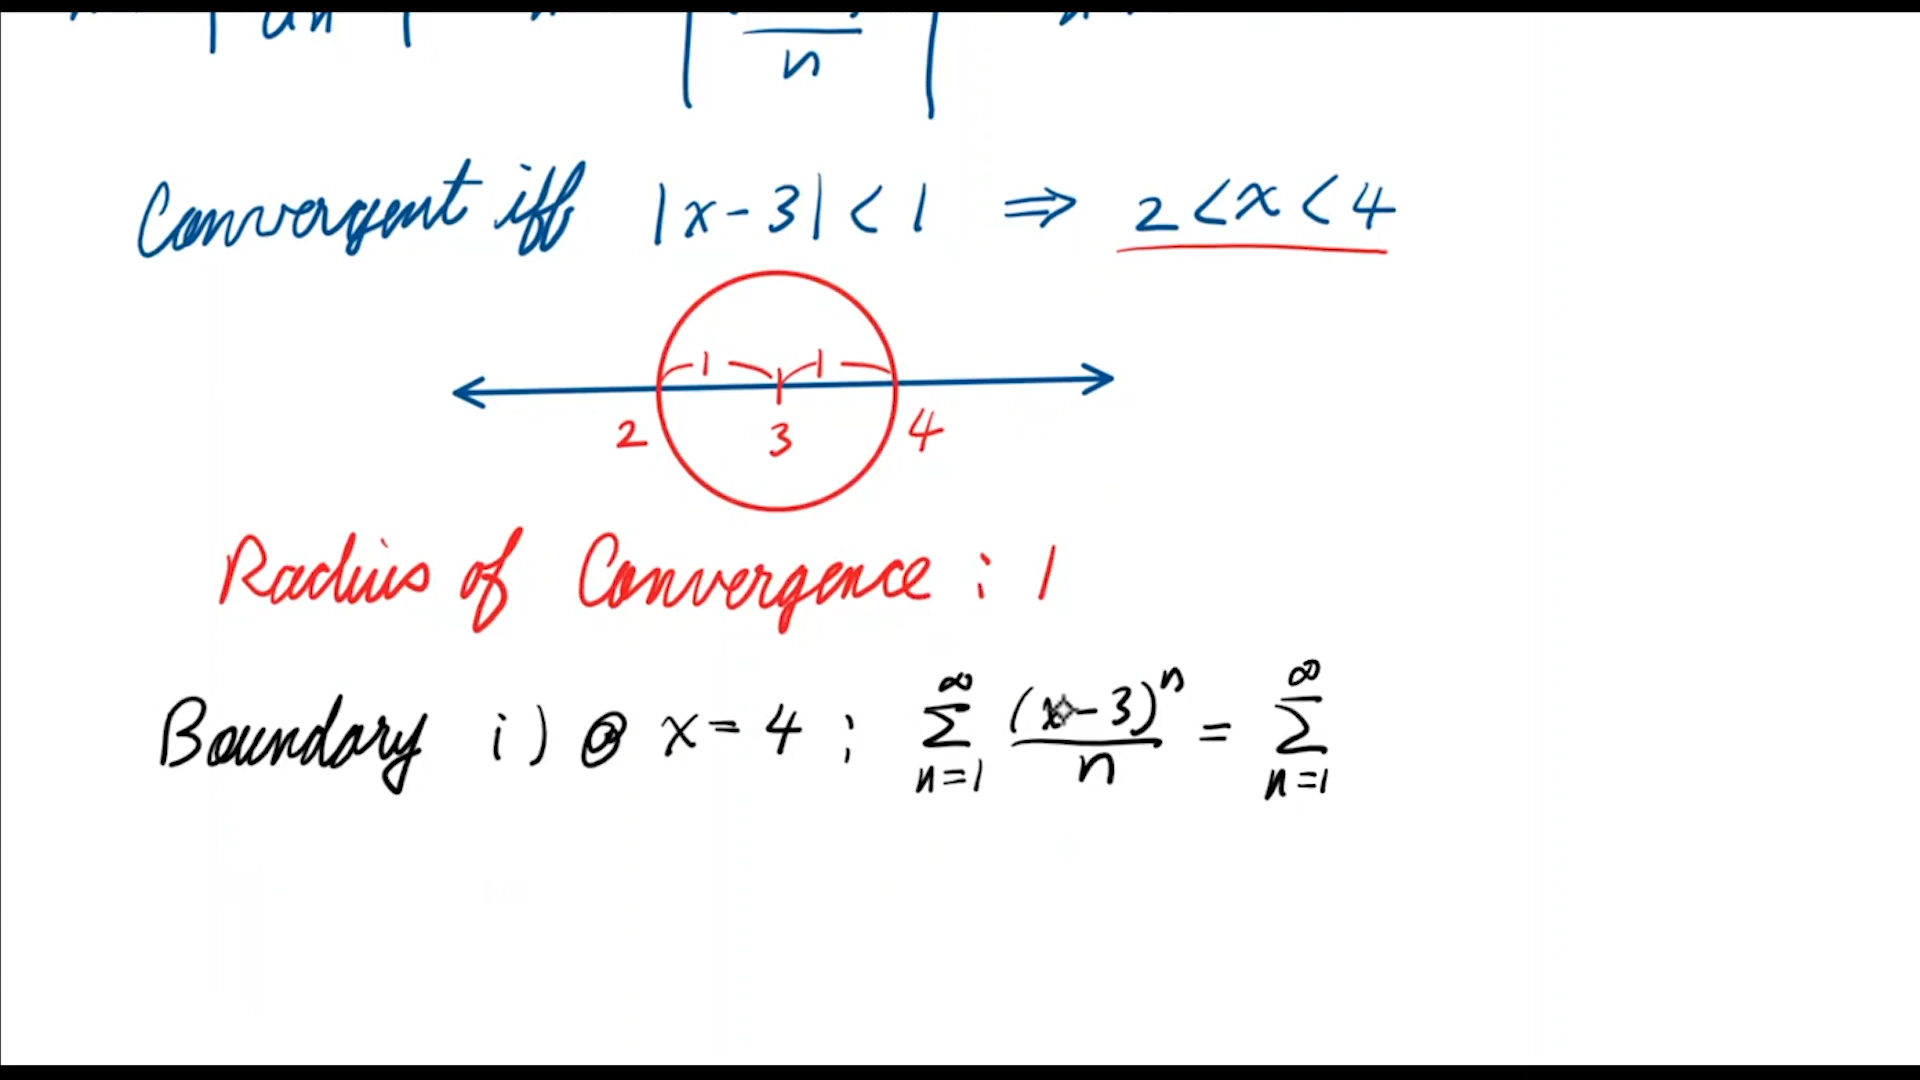 n
Convergent iff |x-3| < 1 ⇒ 2 < x < 4
1 1
2 3 4
Radius of Convergence : 1
Boundary i) @ x = 4 ; ∑_{n=1}^{∞} (x-3)^n / n = ∑_{n=1}^{∞}